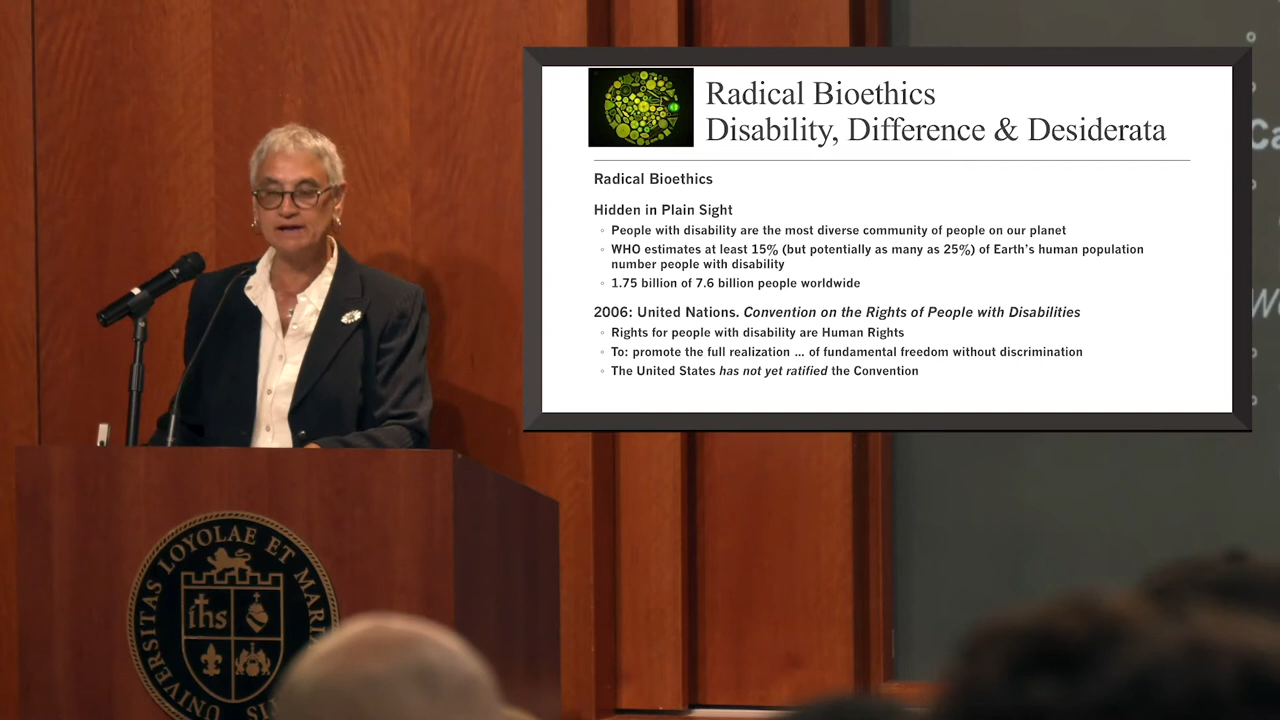 Radical Bioethics
Disability, Difference & Desiderata
Radical Bioethics
Hidden in Plain Sight
People with disability are the most diverse community of people on our planet
WHO estimates at least 15% (but potentially as many as 25%) of Earth's human population
number people with disability
1.75 billion of 7.6 billion people worldwide
2006: United Nations. Convention on the Rights of People with Disabilities
Rights for people with disability are Human Rights
To: promote the full realization ... of fundamental freedom without discrimination
The United States has not yet ratified the Convention
UNIVERSITAS LOYOLAE ET
ihs